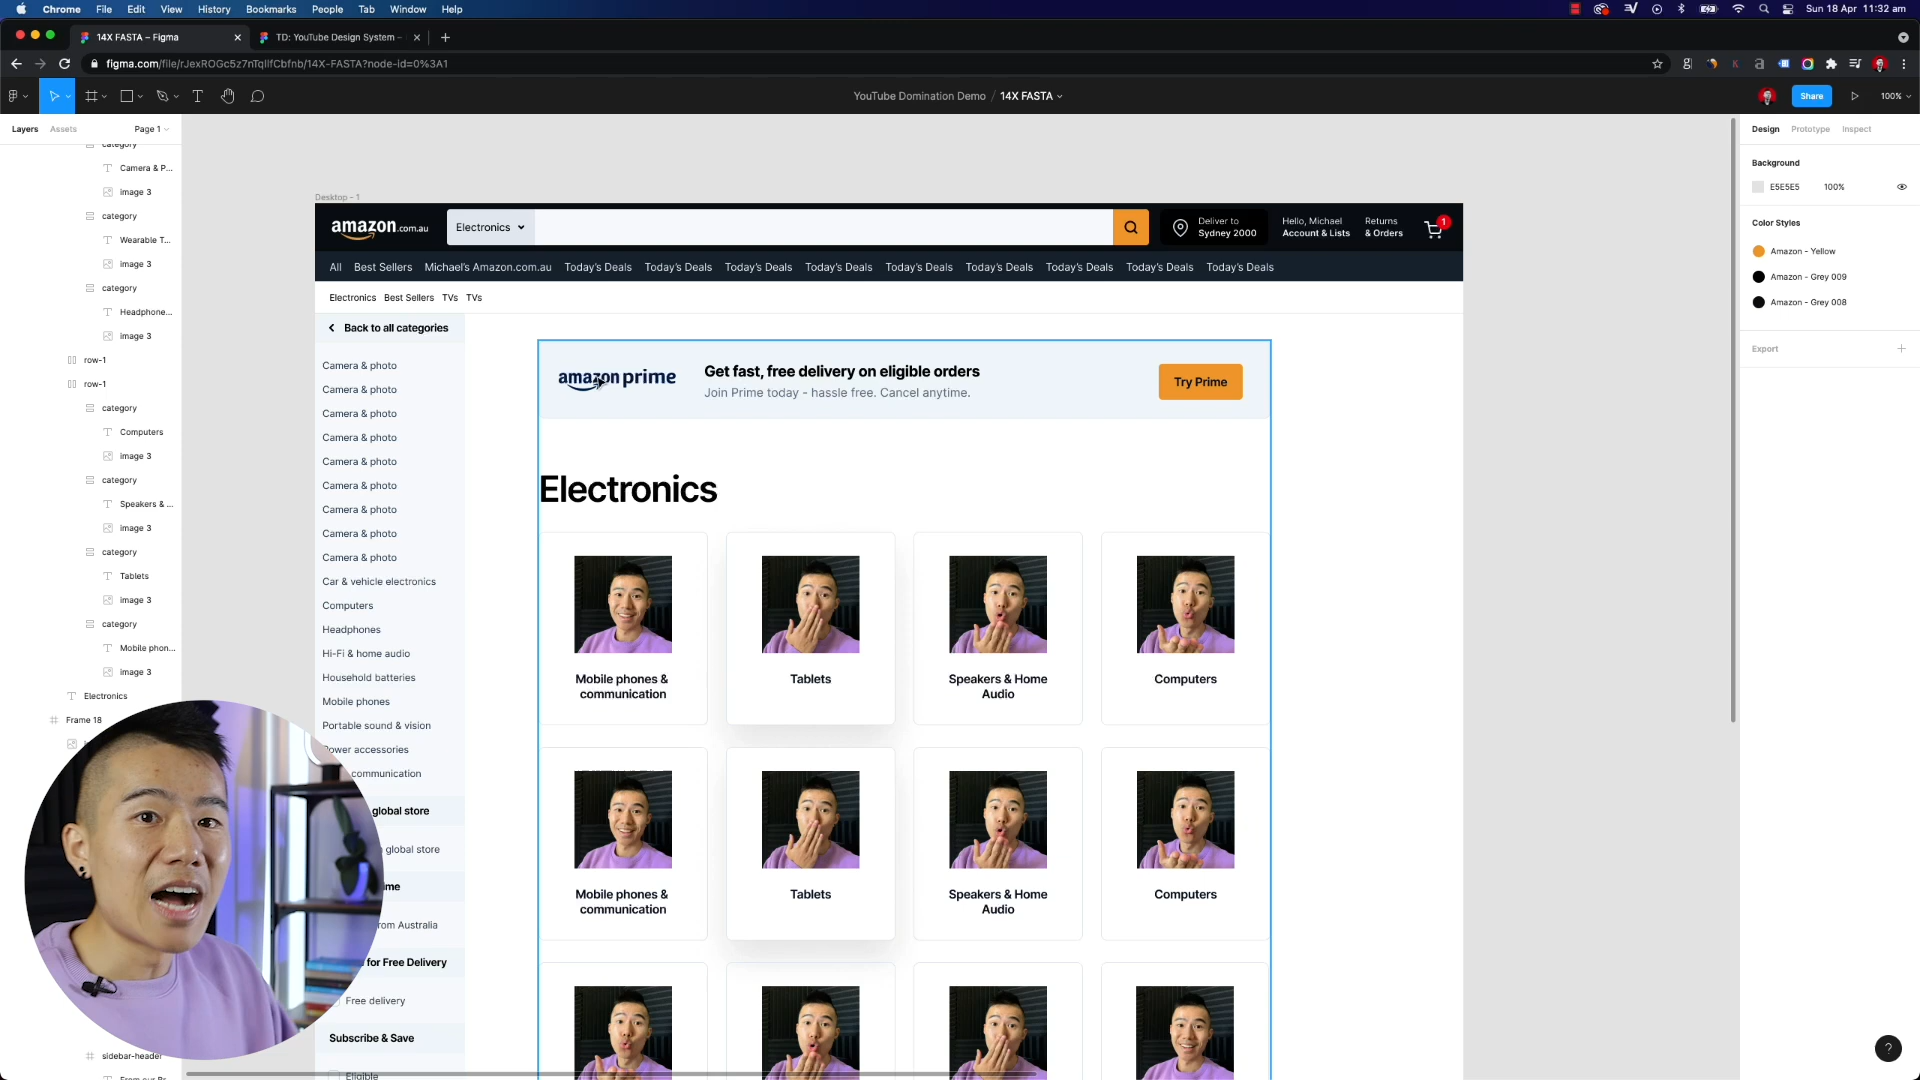 Chrome File Edit View History Bookmarks People Tab Window Help Sun 18 Apr 11:32 am
14X FASTA – Figma TD: YouTube Design System –
figma.com/file/rJexROGc5z7nTqIlfCbfnb/14X-FASTA?node-id=0%3A1
YouTube Domination Demo / 14X FASTA Share 100%
Layers Assets Page 1
Design Prototype Inspect
category
Camera & P...
image 3
category
Wearable T...
image 3
category
Headphone...
image 3
row-1
row-1
category
Computers
image 3
category
Speakers & ...
image 3
category
Tablets
image 3
category
Mobile phon...
image 3
Electronics
Frame 18
sidebar-header
Desktop - 1
amazon.com.au Electronics
Deliver to
Sydney 2000
Hello, Michael
Account & Lists
Returns
& Orders
1
All Best Sellers Michael's Amazon.com.au Today's Deals Today's Deals Today's Deals Today's Deals Today's Deals Today's Deals Today's Deals Today's Deals Today's Deals
Electronics Best Sellers TVs TVs
Back to all categories
Camera & photo
Camera & photo
Camera & photo
Camera & photo
Camera & photo
Camera & photo
Camera & photo
Camera & photo
Camera & photo
Car & vehicle electronics
Computers
Headphones
Hi-Fi & home audio
Household batteries
Mobile phones
Portable sound & vision
Power accessories
communication
global store
global store
from Australia
for Free Delivery
Free delivery
Subscribe & Save
Eligible
amazon prime
Get fast, free delivery on eligible orders
Join Prime today - hassle free. Cancel anytime.
Try Prime
Electronics
Mobile phones &
communication
Tablets
Speakers & Home
Audio
Computers
Mobile phones &
communication
Tablets
Speakers & Home
Audio
Computers
Background
E5E5E5 100%
Color Styles
Amazon - Yellow
Amazon - Grey 009
Amazon - Grey 008
Export
?